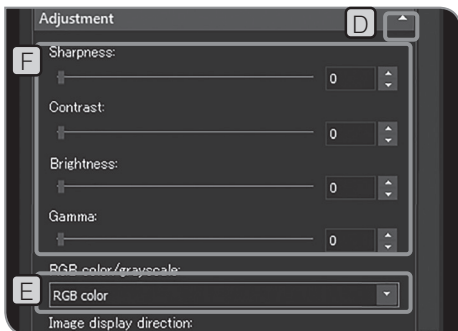 Adjustment
D
F
Sharpness:
0
Contrast:
0
Brightness:
0
Gamma:
0
RGB color/grayscale:
E
RGB color
Image display direction: